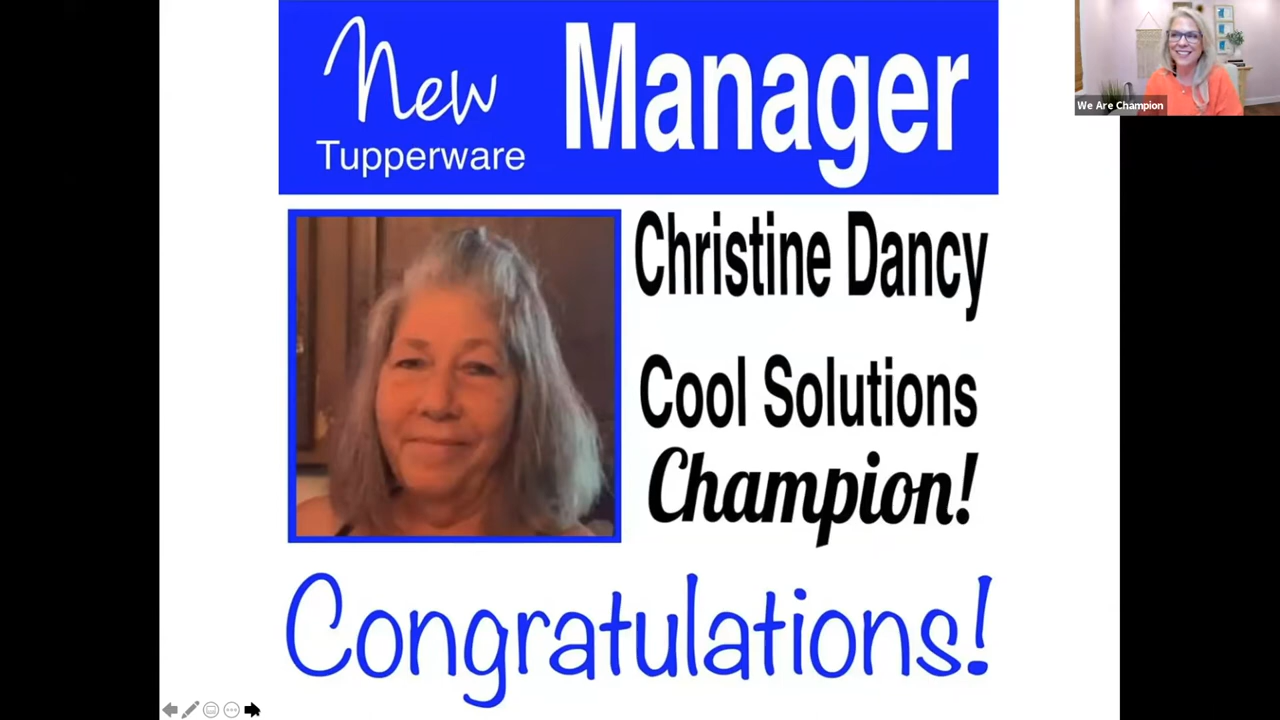 New
Tupperware
Manager
We Are Champion
Christine Dancy
Cool Solutions
Champion!
Congratulations!